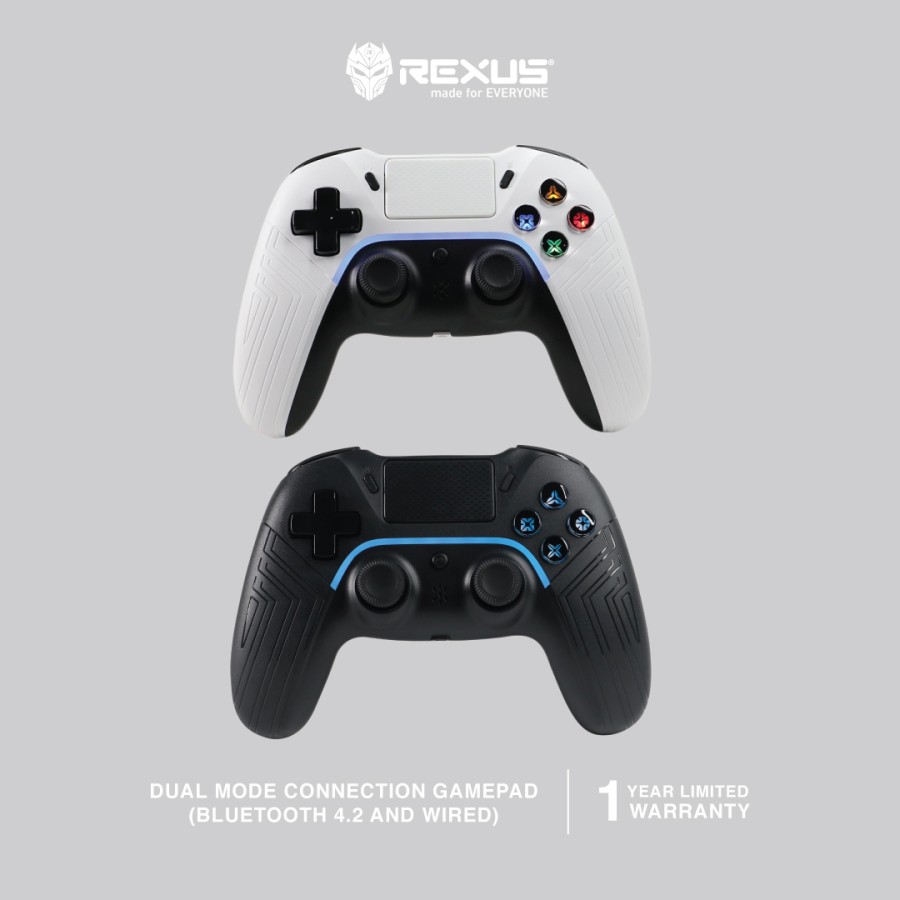 REXUS®
made for EVERYONE
DUAL MODE CONNECTION GAMEPAD
(BLUETOOTH 4.2 AND WIRED)
1 YEAR LIMITED
WARRANTY